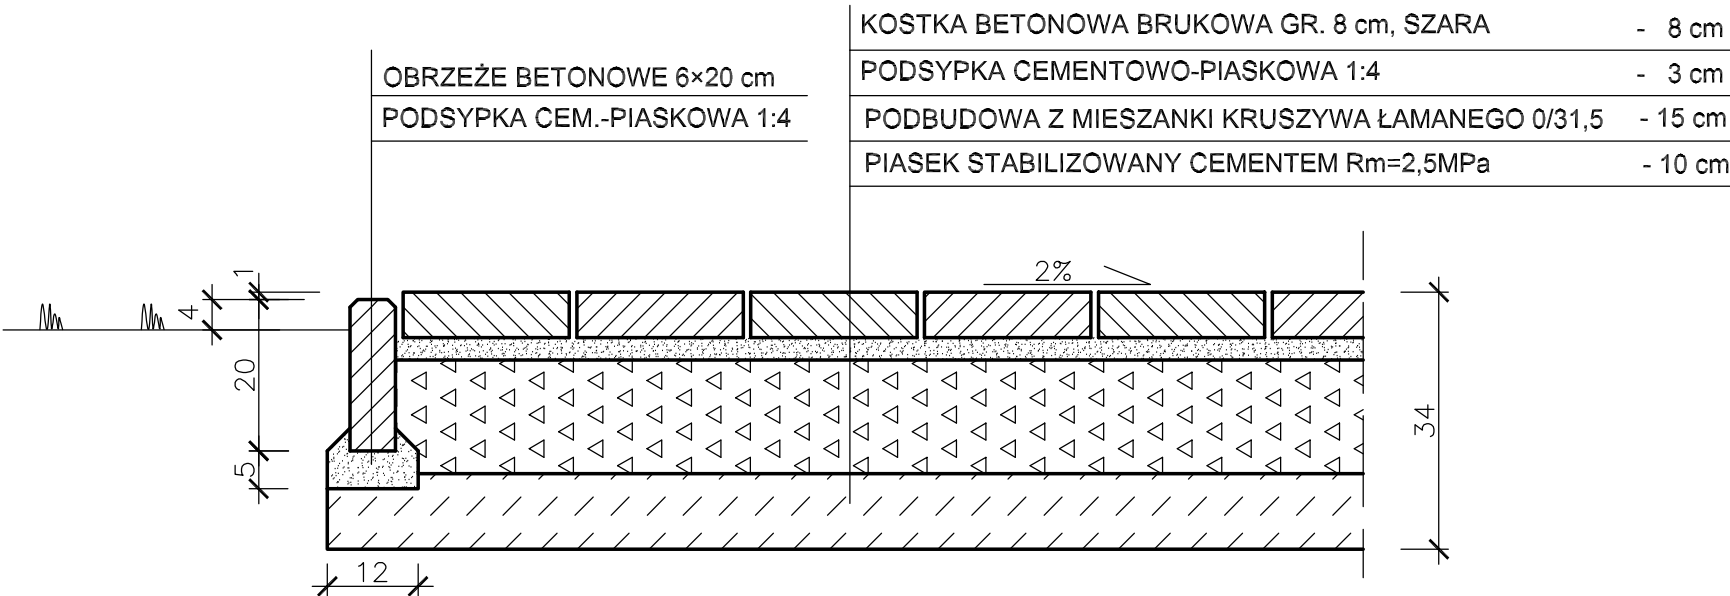 KOSTKA BETONOWA BRUKOWA GR. 8 cm, SZARA - 8 cm
OBRZEŻE BETONOWE 6×20 cm
PODSYPKA CEMENTOWO-PIASKOWA 1:4 - 3 cm
PODSYPKA CEM.-PIASKOWA 1:4
PODBUDOWA Z MIESZANKI KRUSZYWA ŁAMANEGO 0/31,5 - 15 cm
PIASEK STABILIZOWANY CEMENTEM Rm=2,5MPa - 10 cm
1
2%
4
20
34
5
12